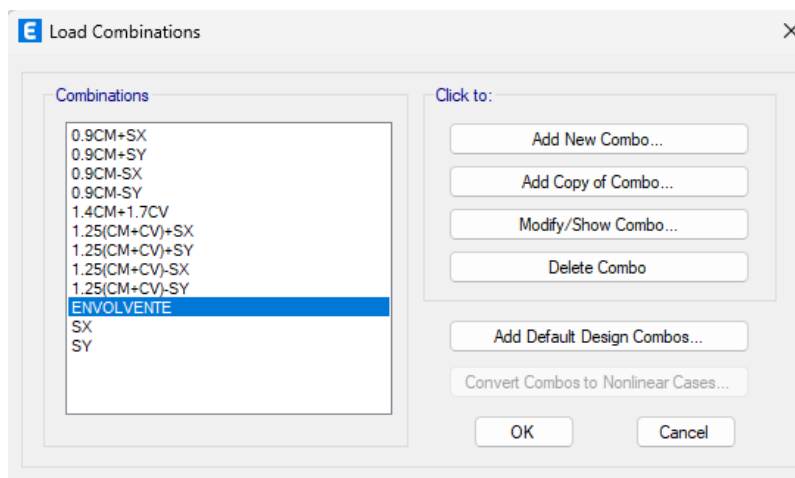 E Load Combinations
Combinations
0.9CM+SX
0.9CM+SY
0.9CM-SX
0.9CM-SY
1.4CM+1.7CV
1.25(CM+CV)+SX
1.25(CM+CV)+SY
1.25(CM+CV)-SX
1.25(CM+CV)-SY
ENVOLVENTE
SX
SY
Click to:
Add New Combo...
Add Copy of Combo...
Modify/Show Combo...
Delete Combo
Add Default Design Combos...
Convert Combos to Nonlinear Cases...
OK
Cancel